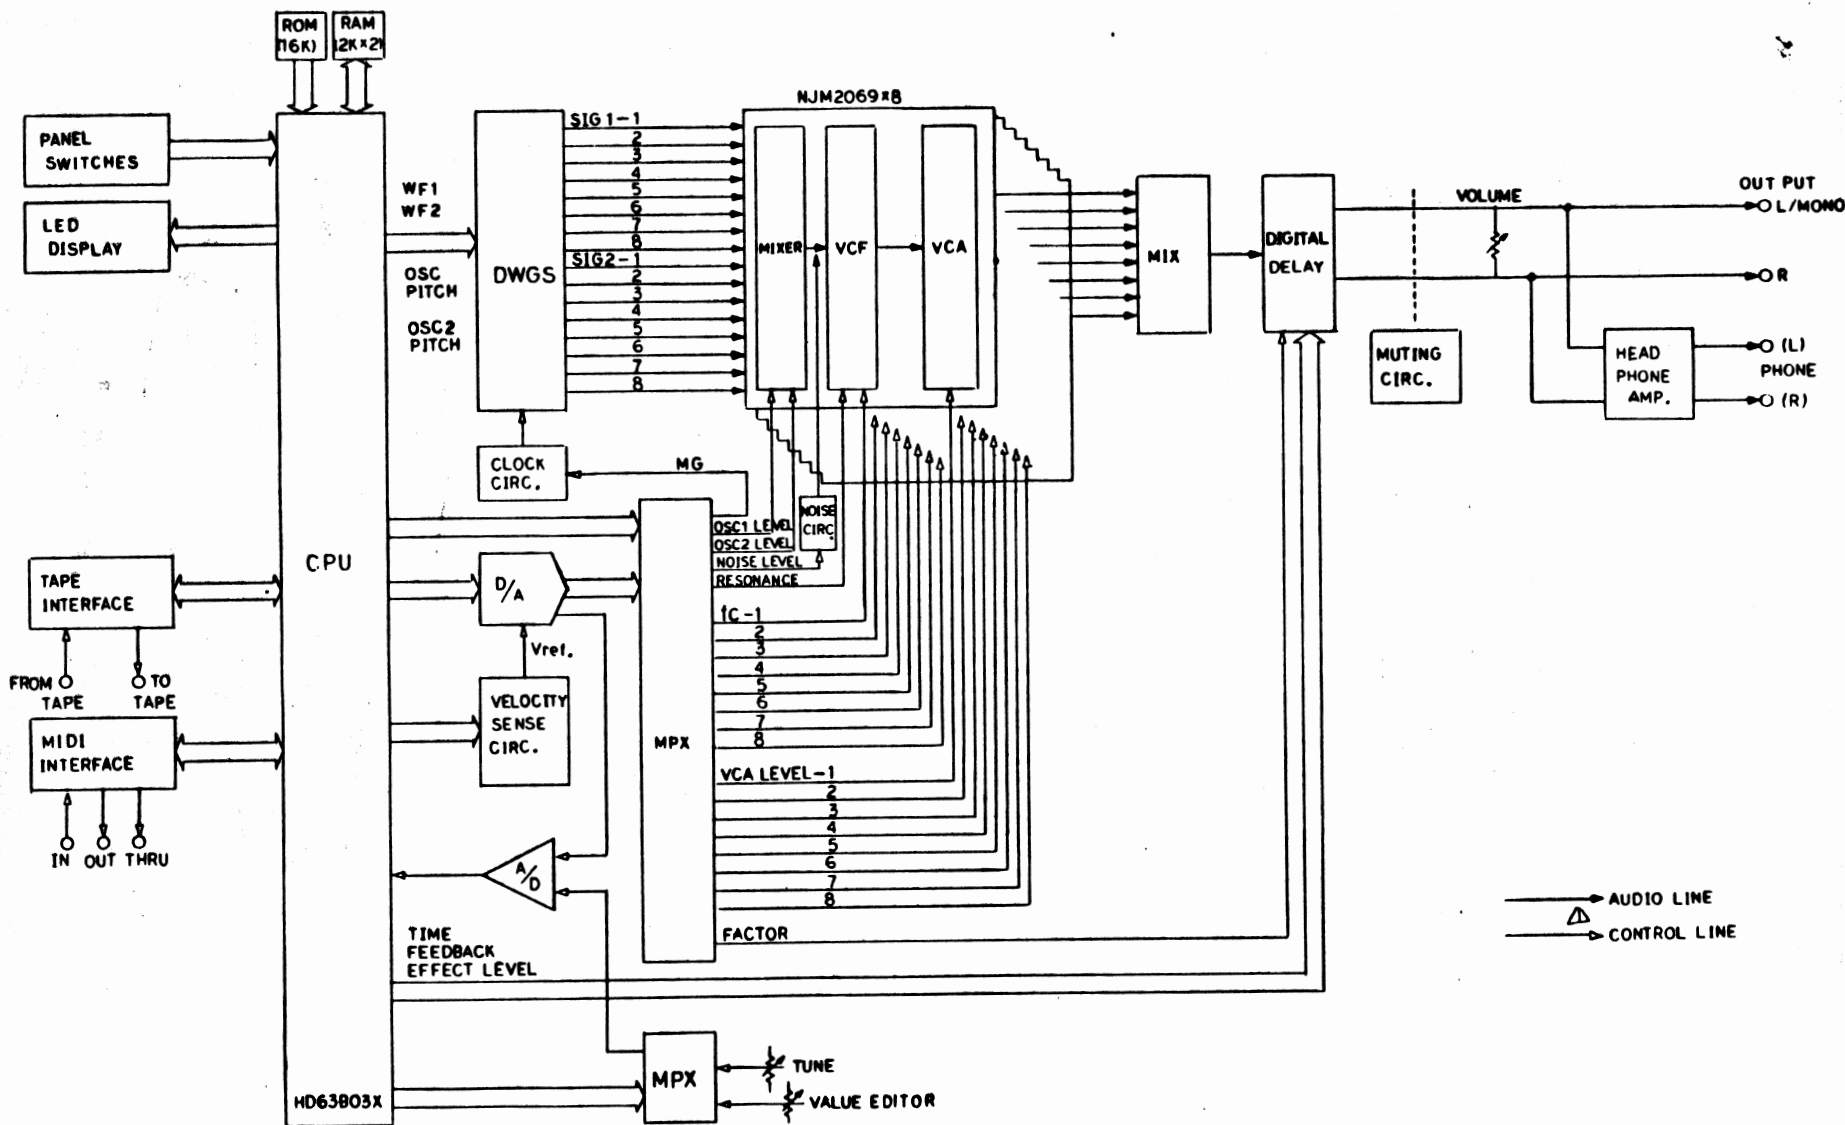 ROM
(16K)
RAM
(2K×2)
PANEL
SWITCHES
LED
DISPLAY
TAPE
INTERFACE
FROM
TAPE
TO
TAPE
MIDI
INTERFACE
IN
OUT
THRU
CPU
HD63B03X
WF1
WF2
OSC
PITCH
OSC2
PITCH
DWGS
CLOCK
CIRC.
MG
D/A
Vref.
VELOCITY
SENSE
CIRC.
A/D
TIME
FEEDBACK
EFFECT LEVEL
SIG1-1
2
3
4
5
6
7
8
SIG2-1
2
3
4
5
6
7
8
NJM2069×8
MIXER
VCF
VCA
NOISE
CIRC.
MPX
OSC1 LEVEL
OSC2 LEVEL
NOISE LEVEL
RESONANCE
fC-1
2
3
4
5
6
7
8
VCA LEVEL-1
2
3
4
5
6
7
8
FACTOR
MPX
TUNE
VALUE EDITOR
MIX
DIGITAL
DELAY
VOLUME
MUTING
CIRC.
OUT PUT
L/MONO
R
HEAD
PHONE
AMP.
(L)
PHONE
(R)
AUDIO LINE
CONTROL LINE